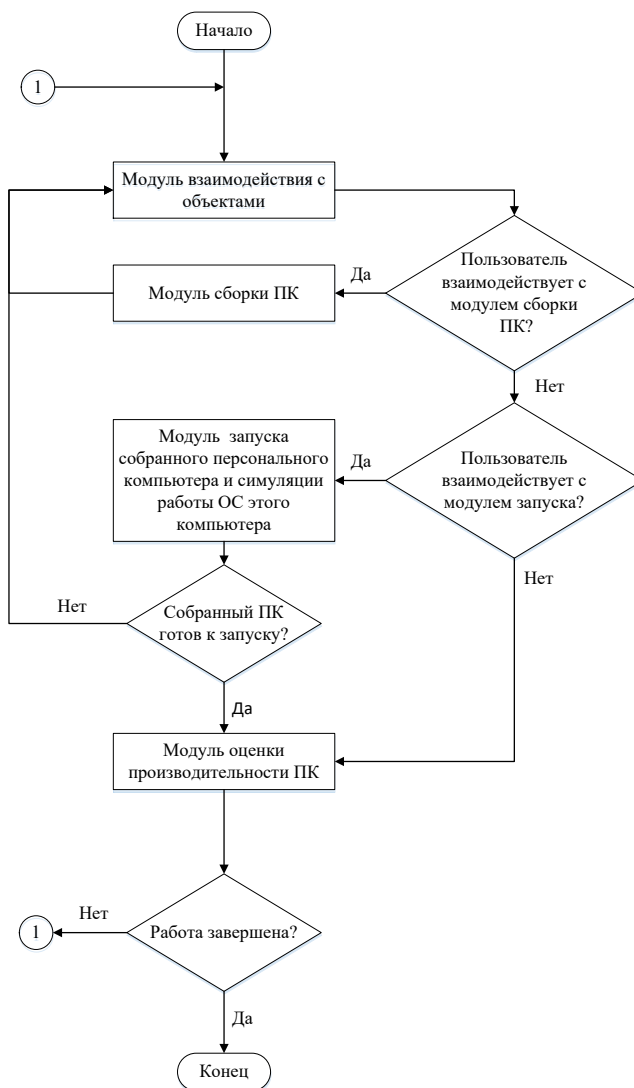 Начало
1
Модуль взаимодействия с
объектами
Пользователь
взаимодействует с
модулем сборки
ПК?
Да
Модуль сборки ПК
Нет
Модуль запуска
собранного персонального
компьютера и симуляции
работы ОС этого
компьютера
Да
Пользователь
взаимодействует с
модулем запуска?
Нет
Нет
Собранный ПК
готов к запуску?
Да
Модуль оценки
производительности ПК
Нет
1
Работа завершена?
Да
Конец